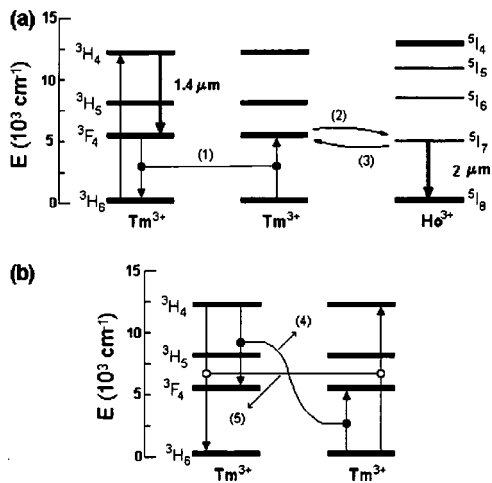 (a)
E (10³ cm⁻¹)
15
10
5
0
³H₄
³H₅
³F₄
³H₆
1.4 μm
(1)
(2)
(3)
⁵I₄
⁵I₅
⁵I₆
⁵I₇
2 μm
⁵I₈
Tm³⁺
Tm³⁺
Ho³⁺
(b)
E (10³ cm⁻¹)
15
10
5
0
³H₄
³H₅
³F₄
³H₆
(4)
(5)
Tm³⁺
Tm³⁺